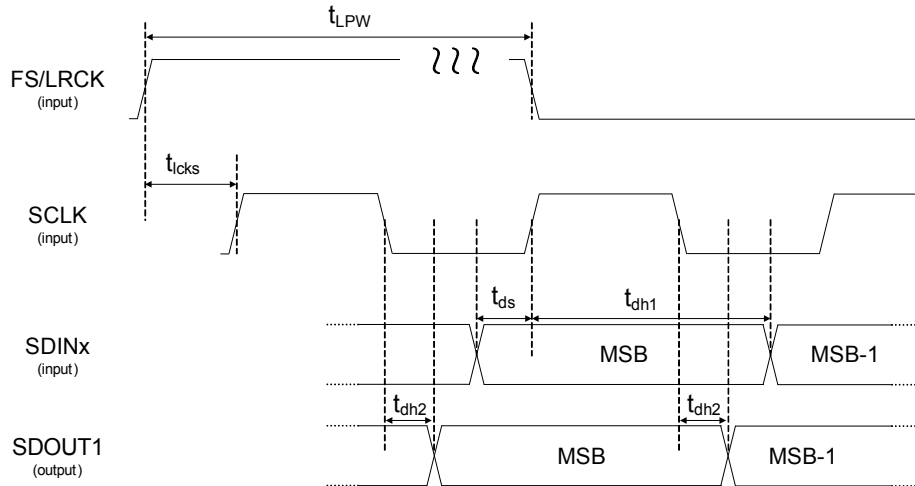 tLPW
FS/LRCK
(input)
tlcks
SCLK
(input)
tds
tdh1
SDINx
(input)
MSB
MSB-1
tdh2
tdh2
SDOUT1
(output)
MSB
MSB-1